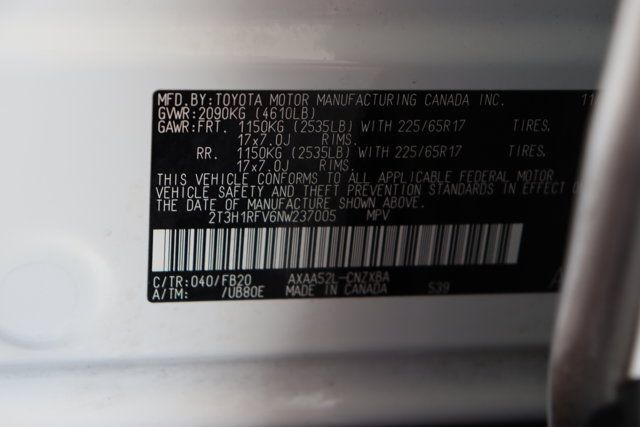 MFD.BY:TOYOTA MOTOR MANUFACTURING CANADA INC. 11
GVWR:2090KG (4610LB)
GAWR:FRT. 1150KG (2535LB) WITH 225/65R17 TIRES,
17x7.0J RIMS.
RR. 1150KG (2535LB) WITH 225/65R17 TIRES,
17x7.0J RIMS.
THIS VEHICLE CONFORMS TO ALL APPLICABLE FEDERAL MOTOR
VEHICLE SAFETY AND THEFT PREVENTION STANDARDS IN EFFECT O
THE DATE OF MANUFACTURE SHOWN ABOVE.
2T3H1RFV6NW237005 MPV
C/TR:040/FB20 AXAA52L-CNZXBA A
A/TM: /UB80E MADE IN CANADA S39